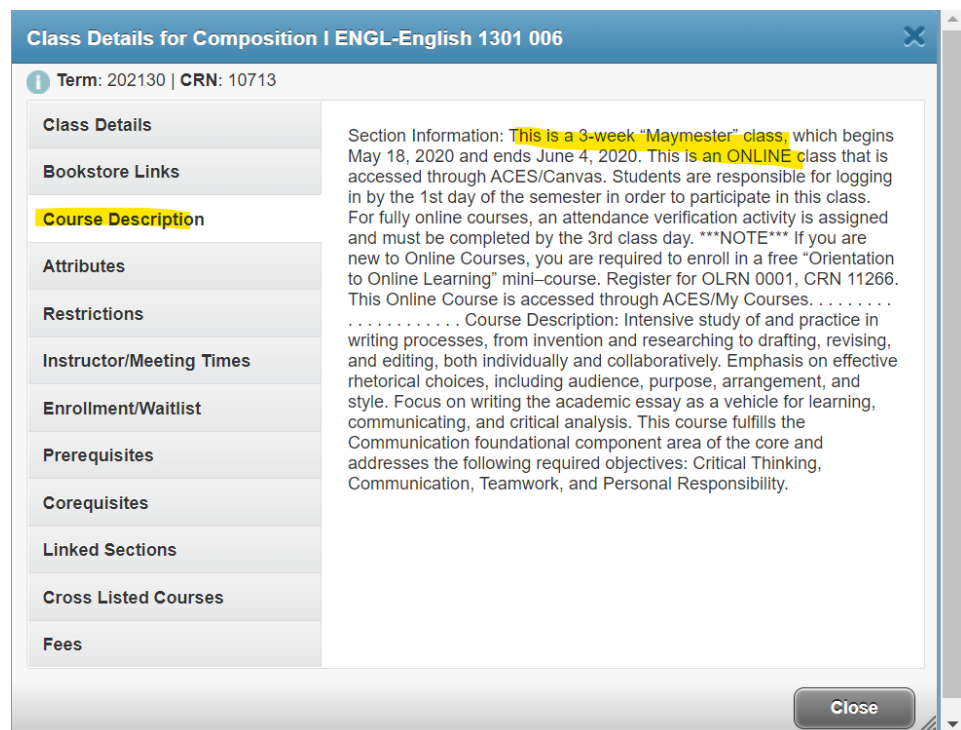 Class Details for Composition I ENGL-English 1301 006
Term: 202130 | CRN: 10713
Class Details
Bookstore Links
Course Description
Attributes
Restrictions
Instructor/Meeting Times
Enrollment/Waitlist
Prerequisites
Corequisites
Linked Sections
Cross Listed Courses
Fees
Section Information: This is a 3-week “Maymester” class, which begins
May 18, 2020 and ends June 4, 2020. This is an ONLINE class that is
accessed through ACES/Canvas. Students are responsible for logging
in by the 1st day of the semester in order to participate in this class.
For fully online courses, an attendance verification activity is assigned
and must be completed by the 3rd class day. ***NOTE*** If you are
new to Online Courses, you are required to enroll in a free “Orientation
to Online Learning” mini–course. Register for OLRN 0001, CRN 11266.
This Online Course is accessed through ACES/My Courses. . . . . . . . .
. . . . . . . . . . . . Course Description: Intensive study of and practice in
writing processes, from invention and researching to drafting, revising,
and editing, both individually and collaboratively. Emphasis on effective
rhetorical choices, including audience, purpose, arrangement, and
style. Focus on writing the academic essay as a vehicle for learning,
communicating, and critical analysis. This course fulfills the
Communication foundational component area of the core and
addresses the following required objectives: Critical Thinking,
Communication, Teamwork, and Personal Responsibility.
Close